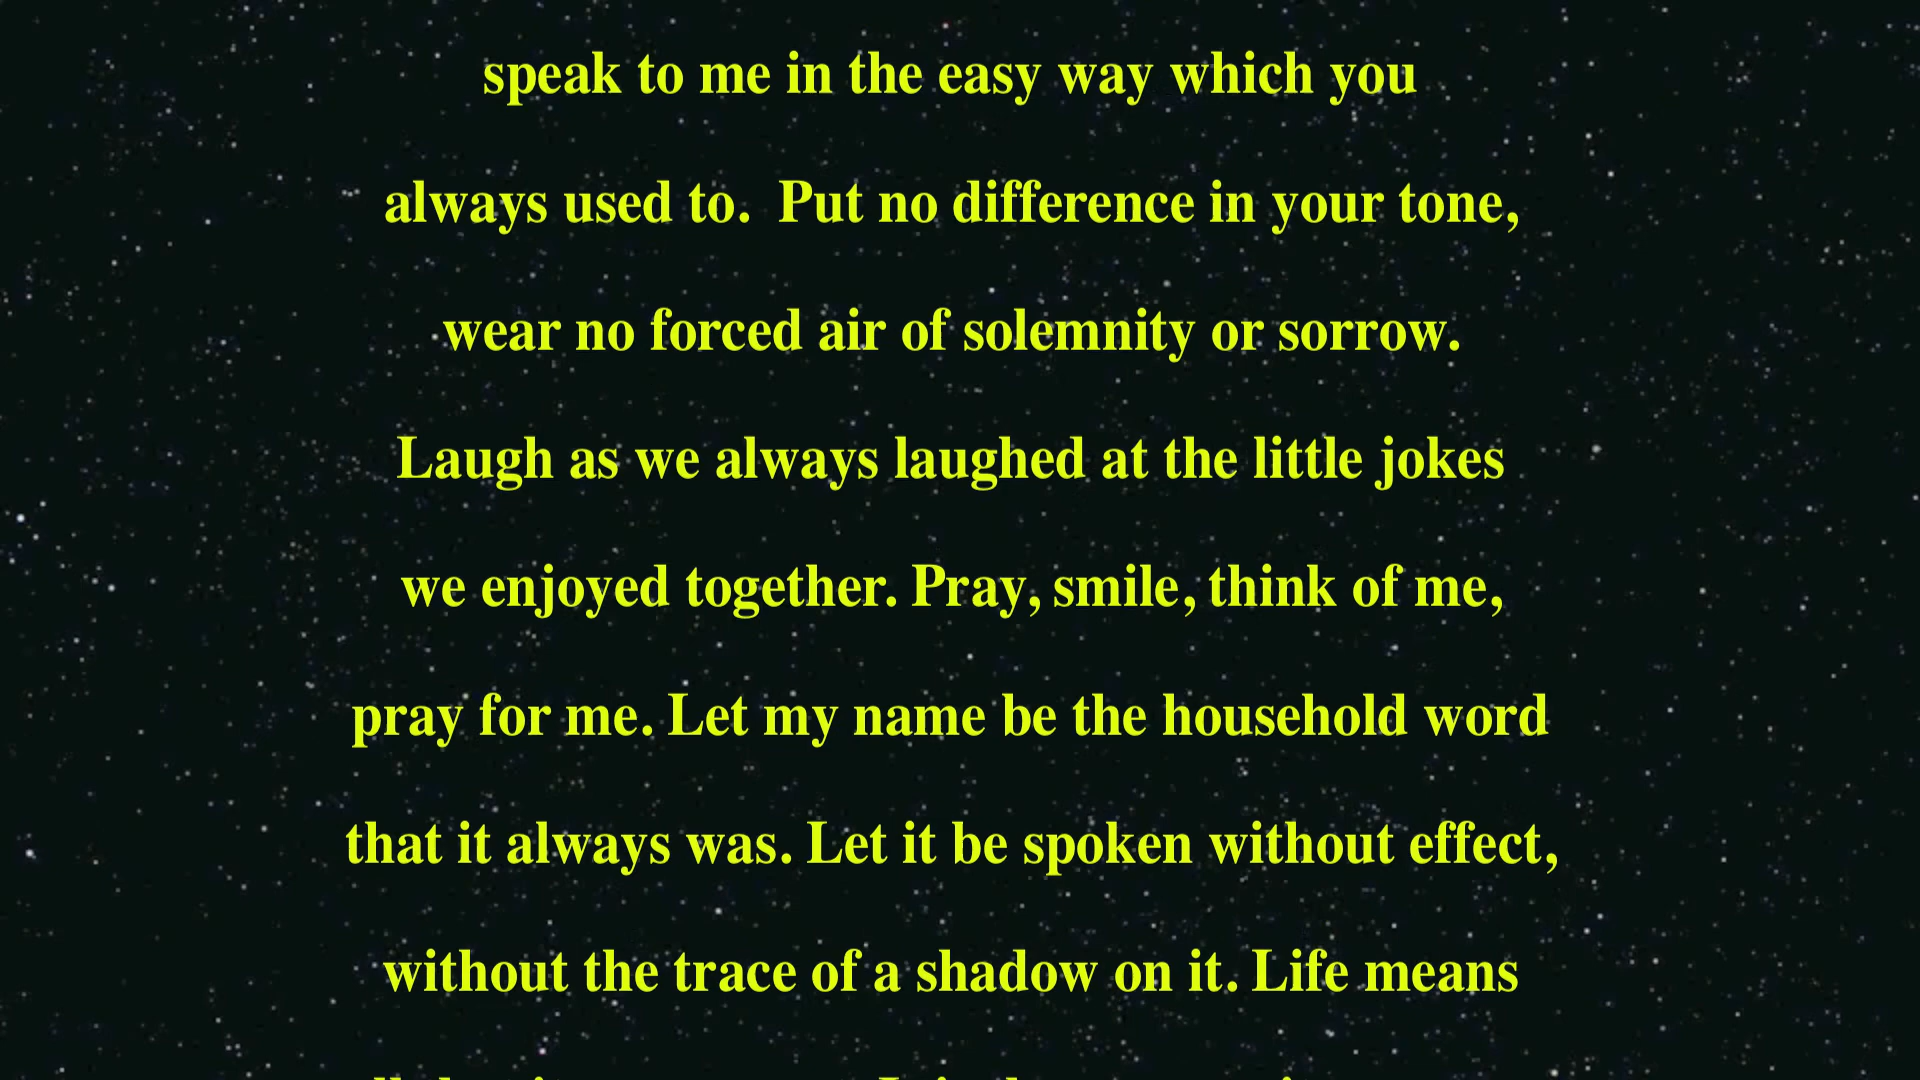 speak to me in the easy way which you
always used to.  Put no difference in your tone,
wear no forced air of solemnity or sorrow.
Laugh as we always laughed at the little jokes
we enjoyed together. Pray, smile, think of me,
pray for me. Let my name be the household word
that it always was. Let it be spoken without effect,
without the trace of a shadow on it. Life means